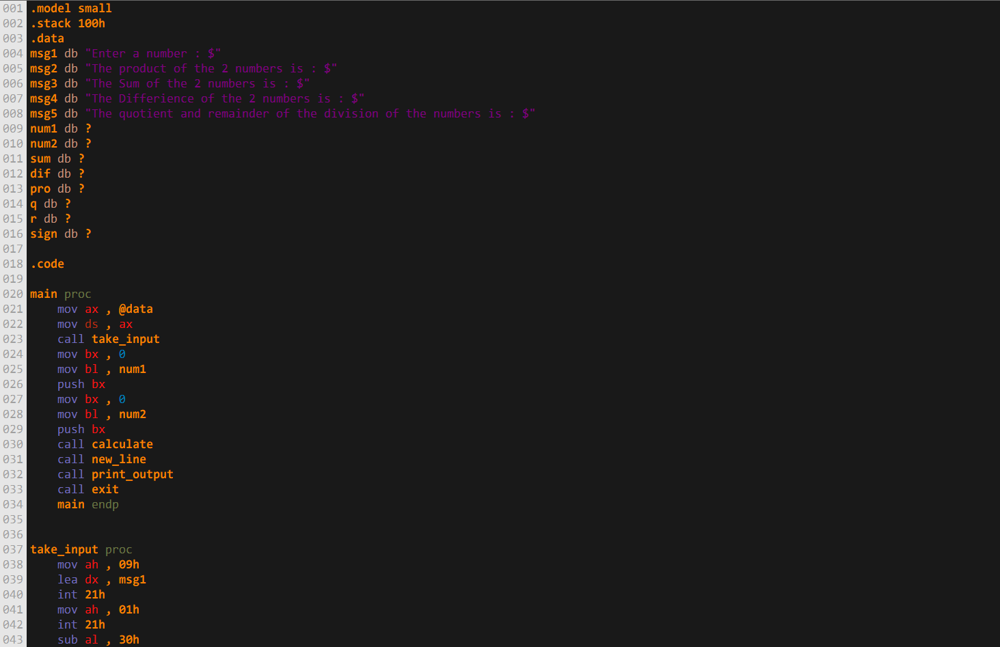 001 .model small
002 .stack 100h
003 .data
004 msg1 db "Enter a number : $"
005 msg2 db "The product of the 2 numbers is : $"
006 msg3 db "The Sum of the 2 numbers is : $"
007 msg4 db "The Differience of the 2 numbers is : $"
008 msg5 db "The quotient and remainder of the division of the numbers is : $"
009 num1 db ?
010 num2 db ?
011 sum db ?
012 dif db ?
013 pro db ?
014 q db ?
015 r db ?
016 sign db ?
017
018 .code
019
020 main proc
021     mov ax , @data
022     mov ds , ax
023     call take_input
024     mov bx , 0
025     mov bl , num1
026     push bx
027     mov bx , 0
028     mov bl , num2
029     push bx
030     call calculate
031     call new_line
032     call print_output
033     call exit
034     main endp
035
036
037 take_input proc
038     mov ah , 09h
039     lea dx , msg1
040     int 21h
041     mov ah , 01h
042     int 21h
043     sub al , 30h